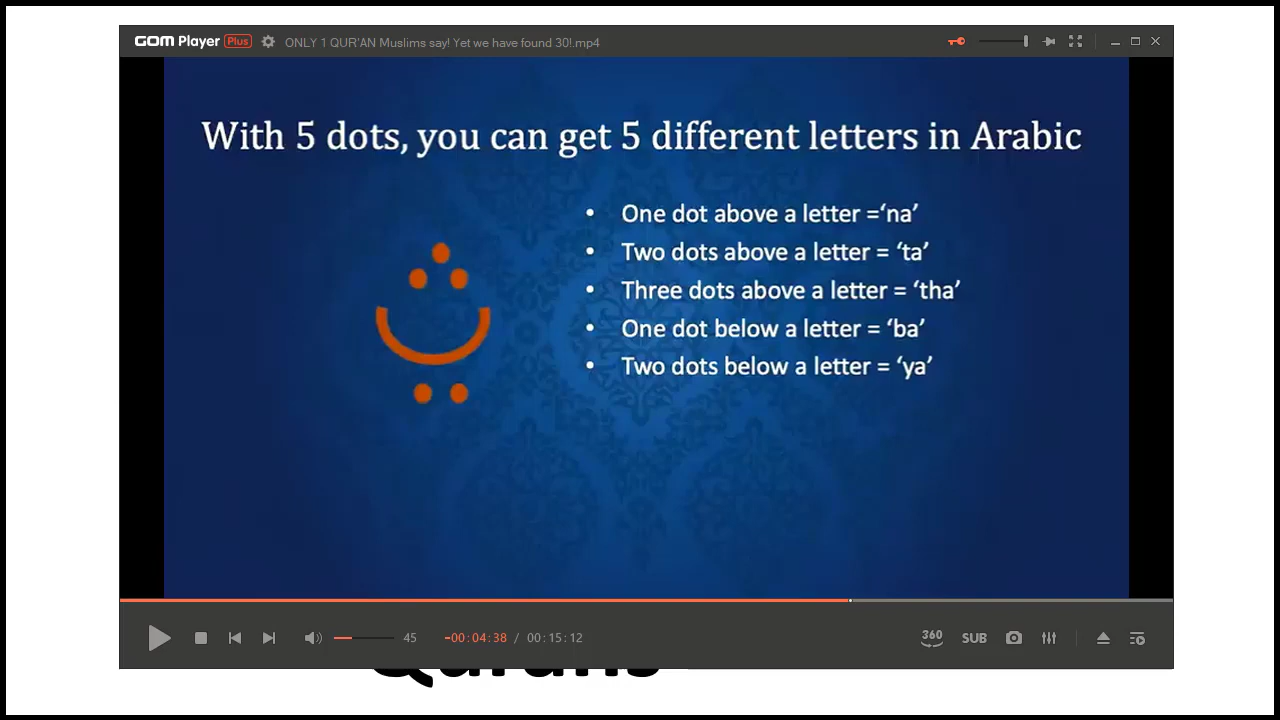 GOM Player Plus ONLY 1 QUR'AN Muslims say! Yet we have found 30!.mp4
With 5 dots, you can get 5 different letters in Arabic
• One dot above a letter =‘na’
• Two dots above a letter = ‘ta’
• Three dots above a letter = ‘tha’
• One dot below a letter = ‘ba’
• Two dots below a letter = ‘ya’
45 -00:04:38 / 00:15:12 360 SUB